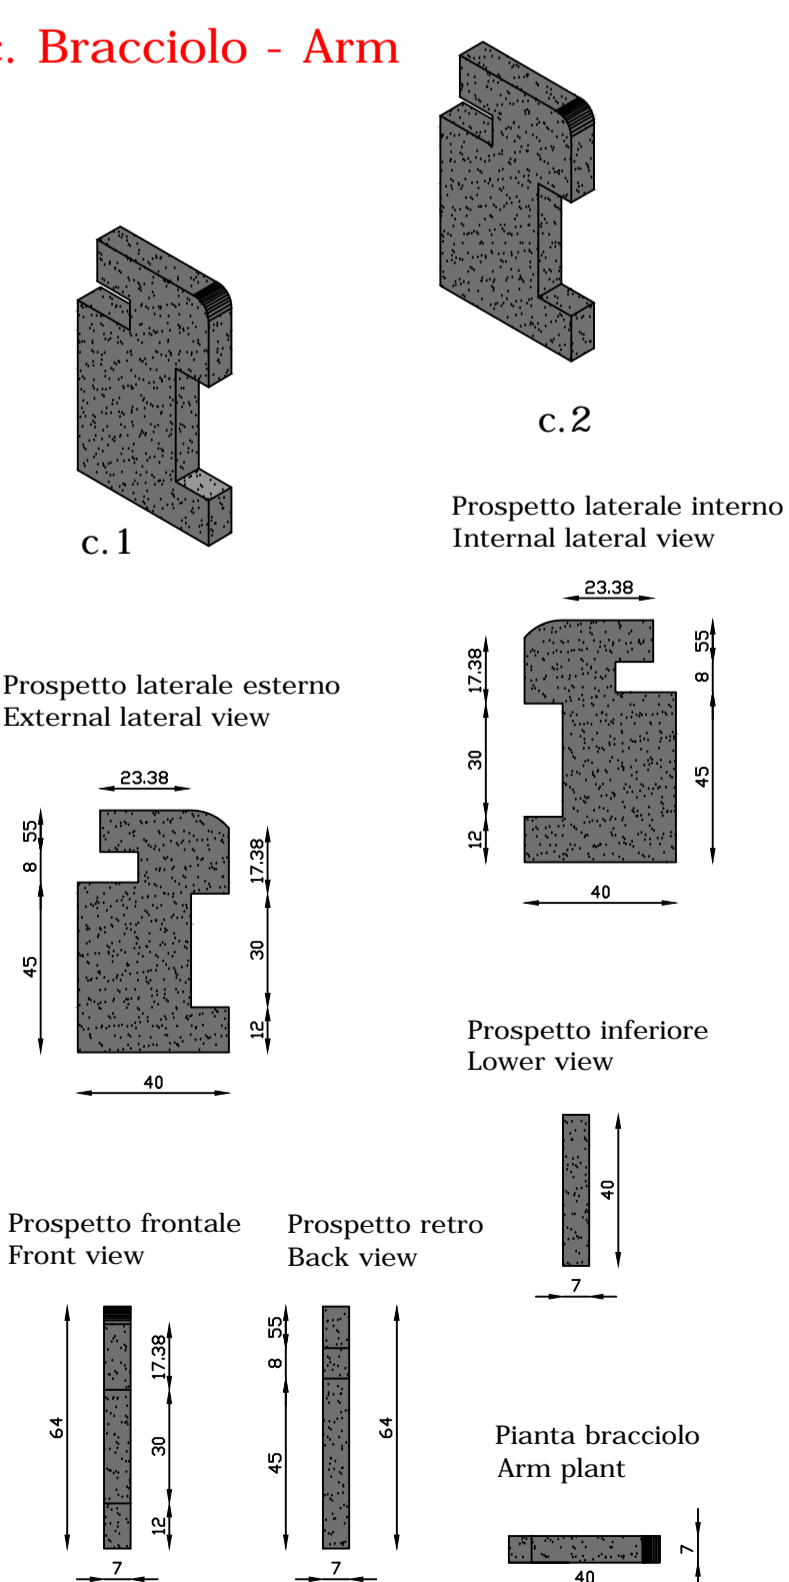 c. Bracciolo - Arm
c.2
c.1
Prospetto laterale interno
Internal lateral view
23.38
17.38
30
12
55
8
45
40
Prospetto laterale esterno
External lateral view
23.38
55
8
45
17.38
30
12
40
Prospetto inferiore
Lower view
40
7
Prospetto frontale
Front view
64
17.38
30
12
7
Prospetto retro
Back view
55
8
45
64
7
Pianta bracciolo
Arm plant
7
40